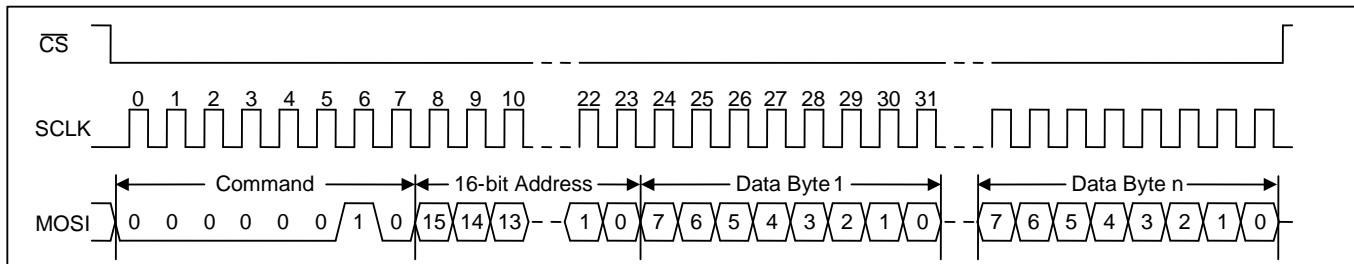 CS
0 1 2 3 4 5 6 7 8 9 10 22 23 24 25 26 27 28 29 30 31
SCLK
Command 16-bit Address Data Byte 1 Data Byte n
MOSI 0 0 0 0 0 0 1 0 15 14 13 1 0 7 6 5 4 3 2 1 0 7 6 5 4 3 2 1 0